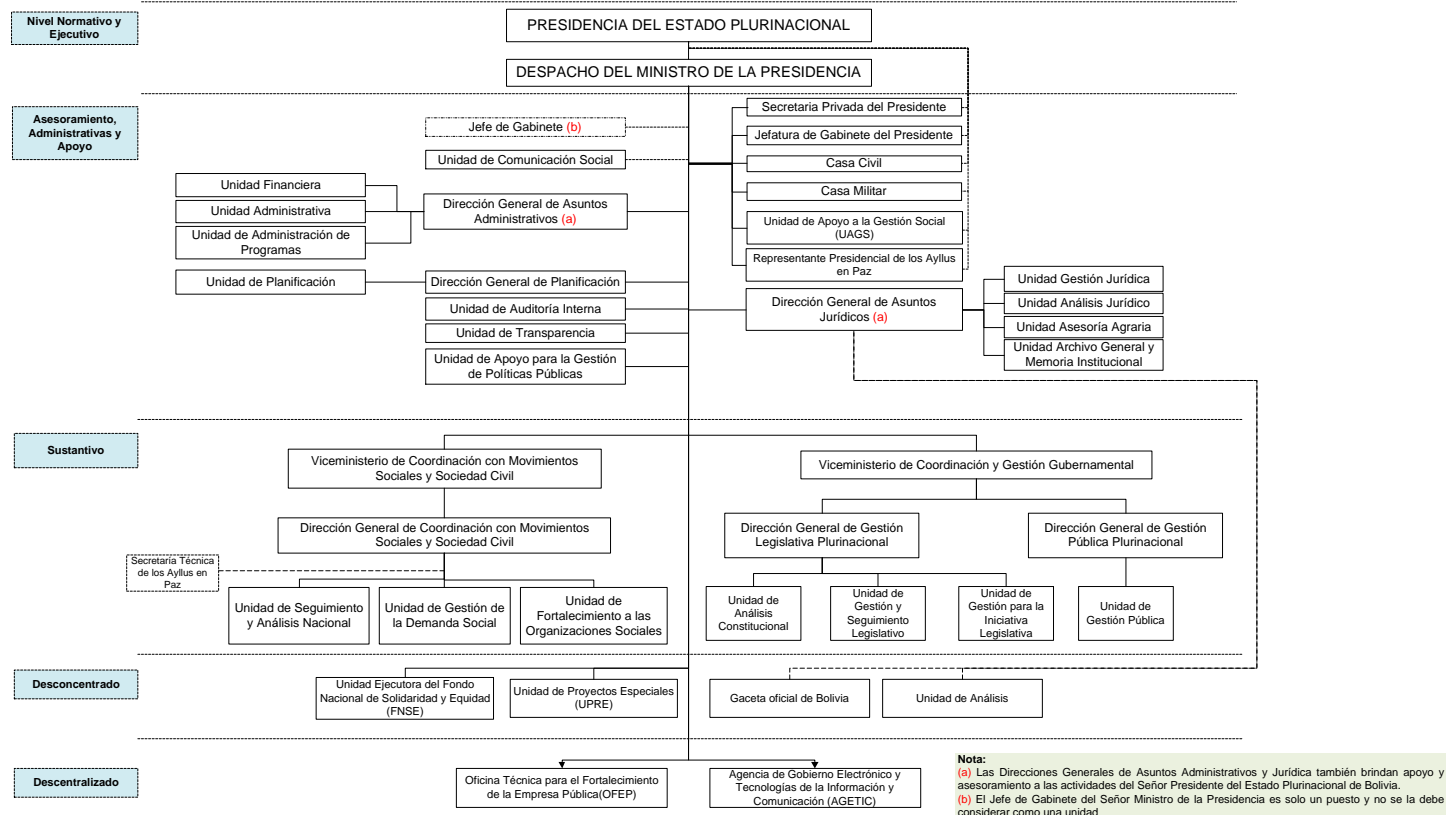 Nivel Normativo y
Ejecutivo
PRESIDENCIA DEL ESTADO PLURINACIONAL
DESPACHO DEL MINISTRO DE LA PRESIDENCIA
Asesoramiento,
Administrativas y
Apoyo
Jefe de Gabinete (b)
Unidad de Comunicación Social
Unidad Financiera
Unidad Administrativa
Unidad de Administración de
Programas
Dirección General de Asuntos
Administrativos (a)
Unidad de Planificación
Dirección General de Planificación
Unidad de Auditoría Interna
Unidad de Transparencia
Unidad de Apoyo para la Gestión
de Políticas Públicas
Secretaria Privada del Presidente
Jefatura de Gabinete del Presidente
Casa Civil
Casa Militar
Unidad de Apoyo a la Gestión Social
(UAGS)
Representante Presidencial de los Ayllus
en Paz
Dirección General de Asuntos
Jurídicos (a)
Unidad Gestión Jurídica
Unidad Análisis Jurídico
Unidad Asesoría Agraria
Unidad Archivo General y
Memoria Institucional
Sustantivo
Viceministerio de Coordinación con Movimientos
Sociales y Sociedad Civil
Dirección General de Coordinación con Movimientos
Sociales y Sociedad Civil
Secretaría Técnica
de los Ayllus en
Paz
Unidad de Seguimiento
y Análisis Nacional
Unidad de Gestión de
la Demanda Social
Unidad de
Fortalecimiento a las
Organizaciones Sociales
Viceministerio de Coordinación y Gestión Gubernamental
Dirección General de Gestión
Legislativa Plurinacional
Dirección General de Gestión
Pública Plurinacional
Unidad de
Análisis
Constitucional
Unidad de
Gestión y
Seguimiento
Legislativo
Unidad de
Gestión para la
Iniciativa
Legislativa
Unidad de
Gestión Pública
Desconcentrado
Unidad Ejecutora del Fondo
Nacional de Solidaridad y Equidad
(FNSE)
Unidad de Proyectos Especiales
(UPRE)
Gaceta oficial de Bolivia
Unidad de Análisis
Descentralizado
Oficina Técnica para el Fortalecimiento
de la Empresa Pública(OFEP)
Agencia de Gobierno Electrónico y
Tecnologías de la Información y
Comunicación (AGETIC)
Nota:
(a) Las Direcciones Generales de Asuntos Administrativos y Jurídica también brindan apoyo y
asesoramiento a las actividades del Señor Presidente del Estado Plurinacional de Bolivia.
(b) El Jefe de Gabinete del Señor Ministro de la Presidencia es solo un puesto y no se la debe
considerar como una unidad